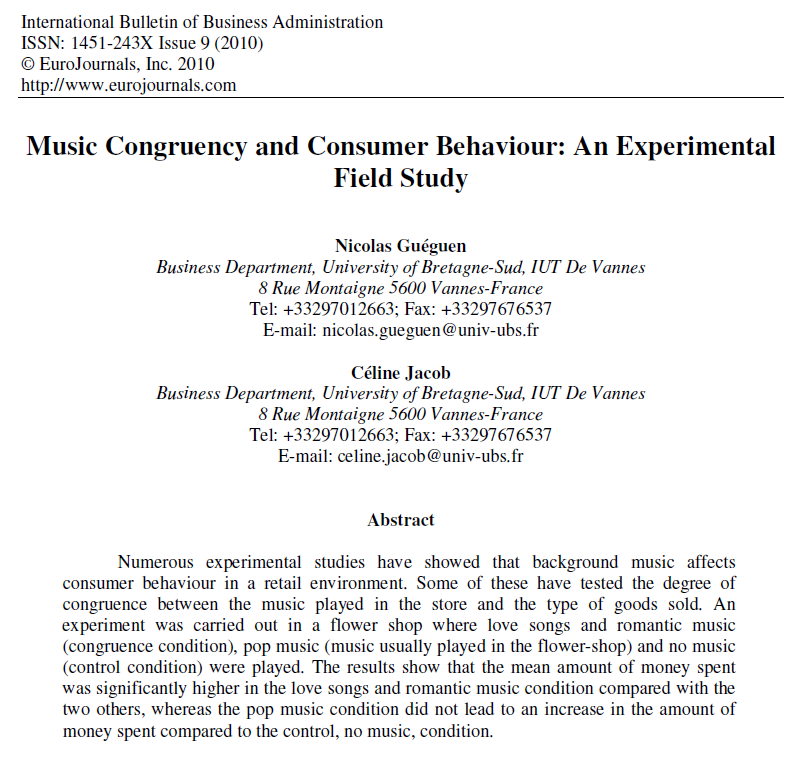 International Bulletin of Business Administration
ISSN: 1451-243X Issue 9 (2010)
© EuroJournals, Inc. 2010
http://www.eurojournals.com
Music Congruency and Consumer Behaviour: An Experimental
Field Study
Nicolas Guéguen
Business Department, University of Bretagne-Sud, IUT De Vannes
8 Rue Montaigne 5600 Vannes-France
Tel: +33297012663; Fax: +33297676537
E-mail: nicolas.gueguen@univ-ubs.fr
Céline Jacob
Business Department, University of Bretagne-Sud, IUT De Vannes
8 Rue Montaigne 5600 Vannes-France
Tel: +33297012663; Fax: +33297676537
E-mail: celine.jacob@univ-ubs.fr
Abstract
Numerous experimental studies have showed that background music affects
consumer behaviour in a retail environment. Some of these have tested the degree of
congruence between the music played in the store and the type of goods sold. An
experiment was carried out in a flower shop where love songs and romantic music
(congruence condition), pop music (music usually played in the flower-shop) and no music
(control condition) were played. The results show that the mean amount of money spent
was significantly higher in the love songs and romantic music condition compared with the
two others, whereas the pop music condition did not lead to an increase in the amount of
money spent compared to the control, no music, condition.